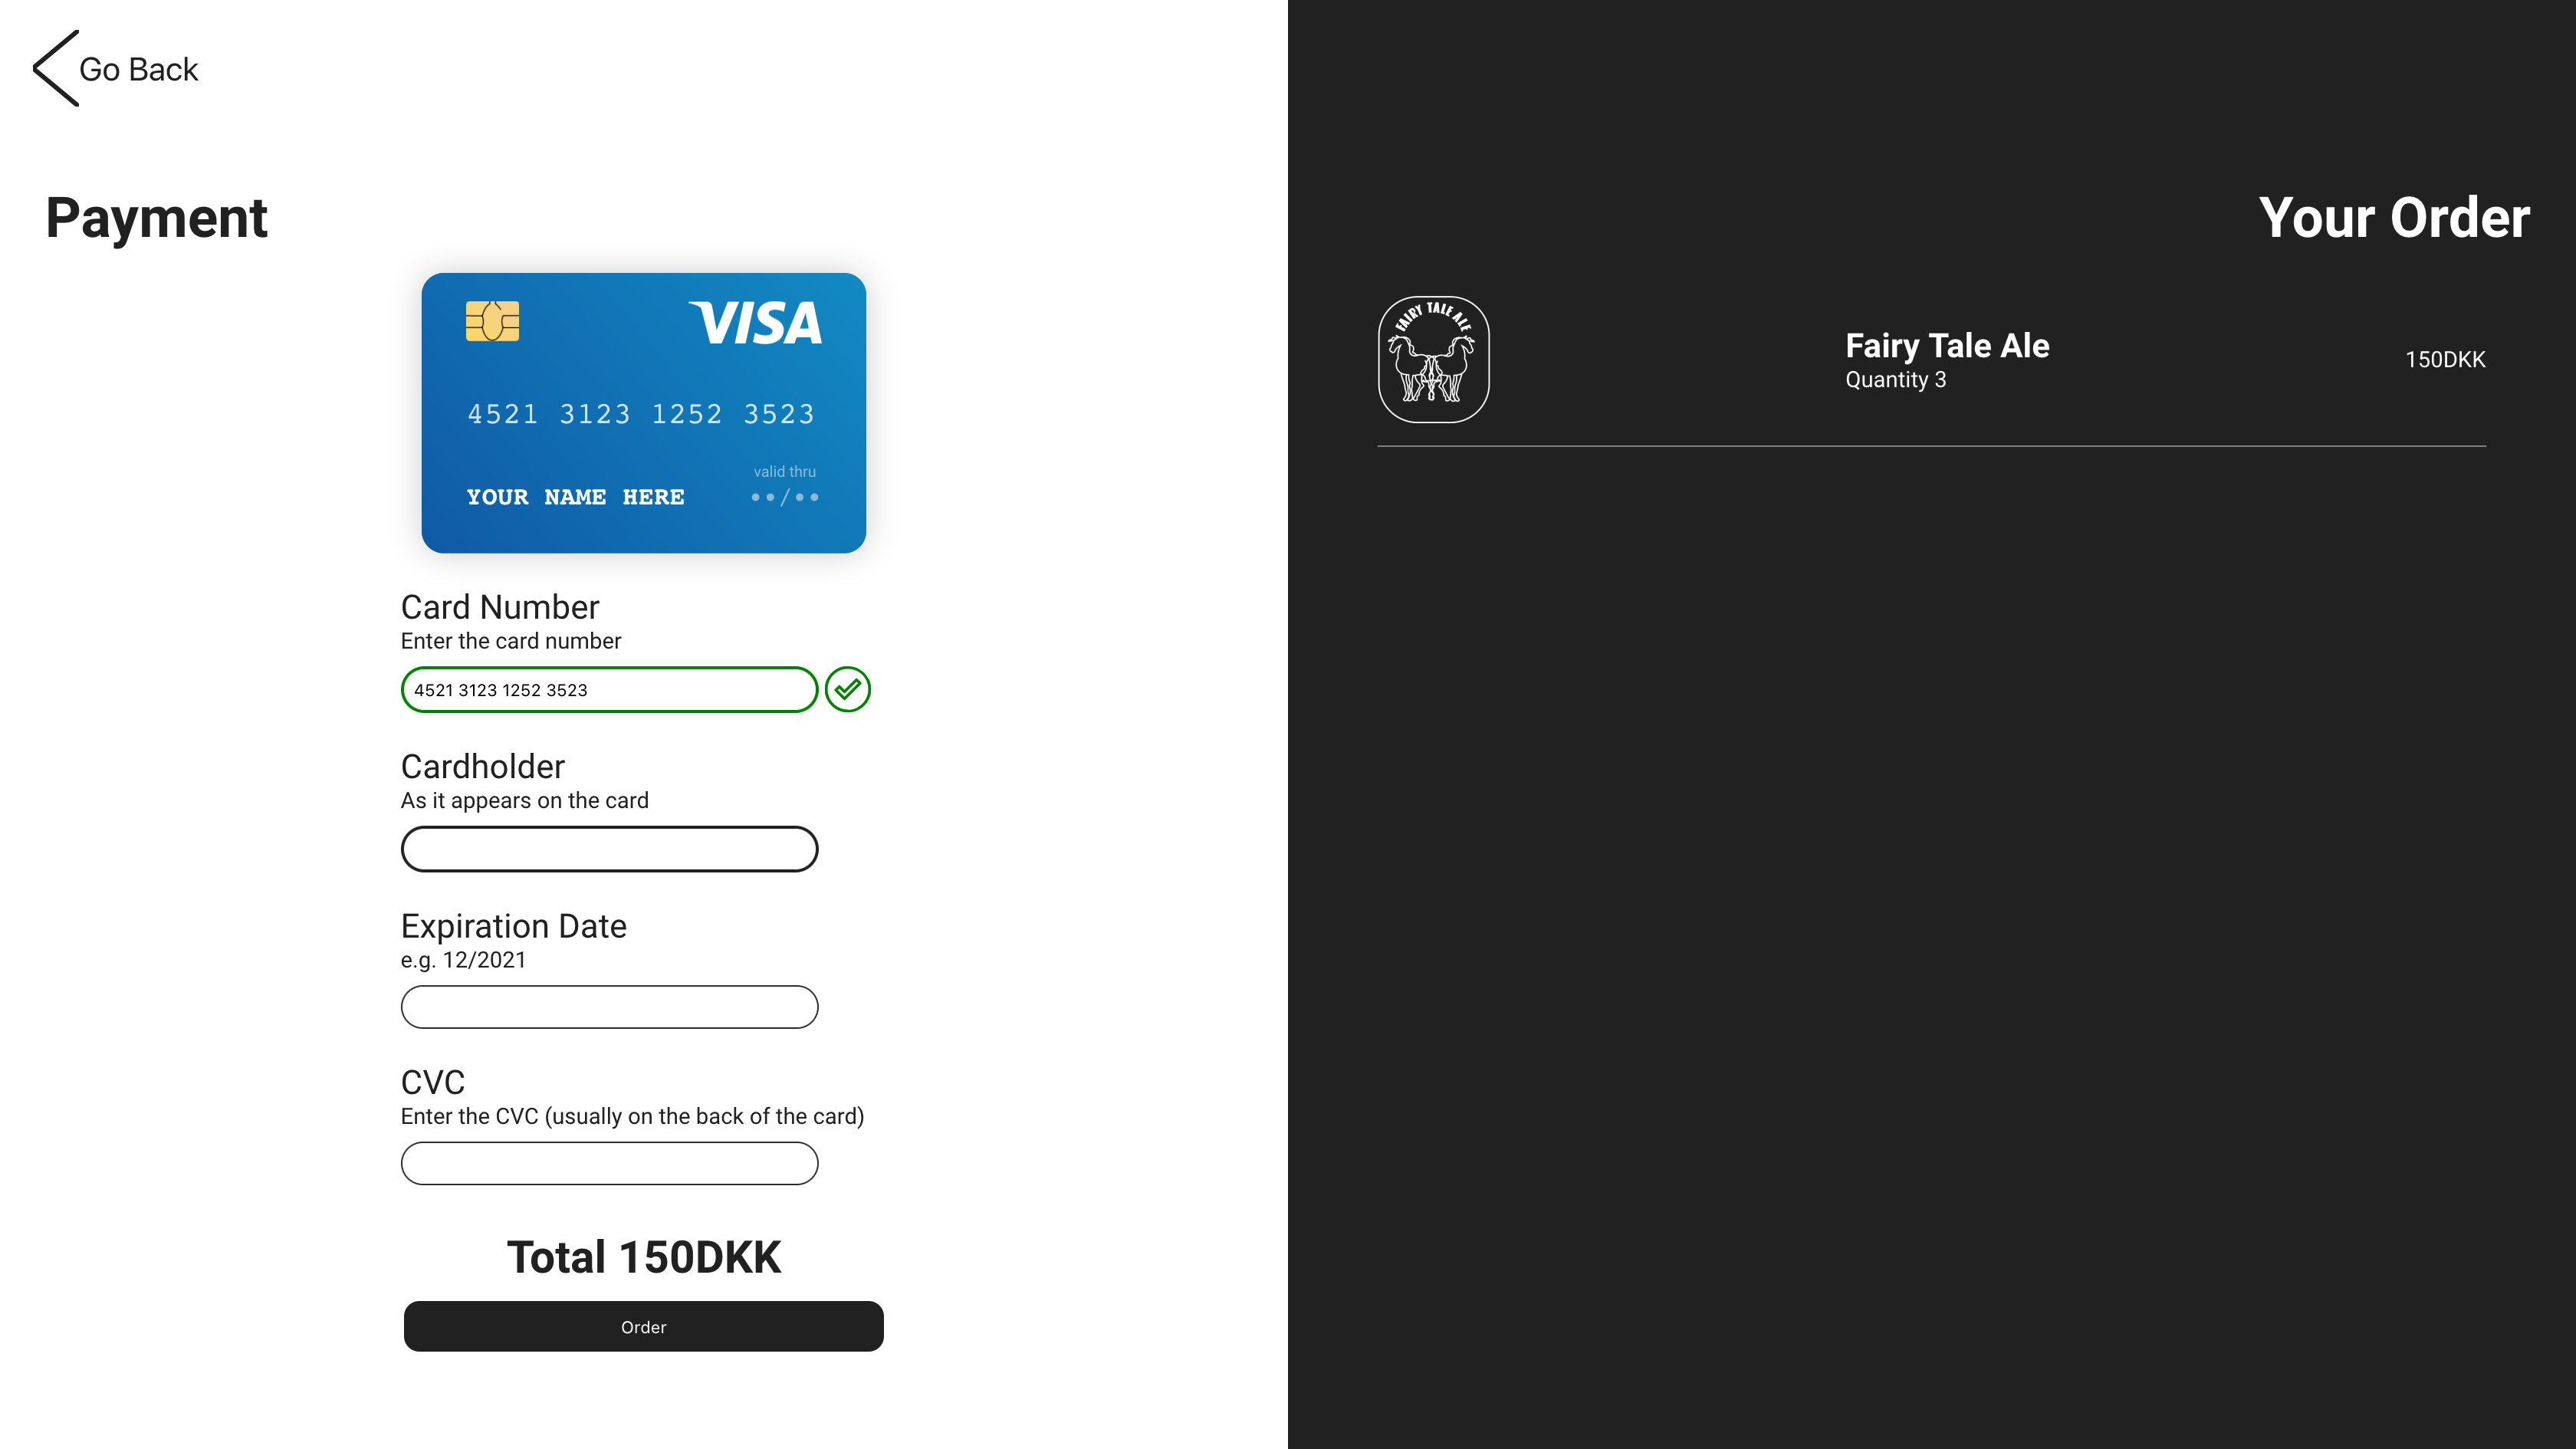 Go Back
Payment
VISA
4521 3123 1252 3523
valid thru
YOUR NAME HERE
••/••
Card Number
Enter the card number
4521 3123 1252 3523
Cardholder
As it appears on the card
Expiration Date
e.g. 12/2021
CVC
Enter the CVC (usually on the back of the card)
Total 150DKK
Order
Your Order
FAIRY TALE ALE
Fairy Tale Ale
Quantity 3
150DKK